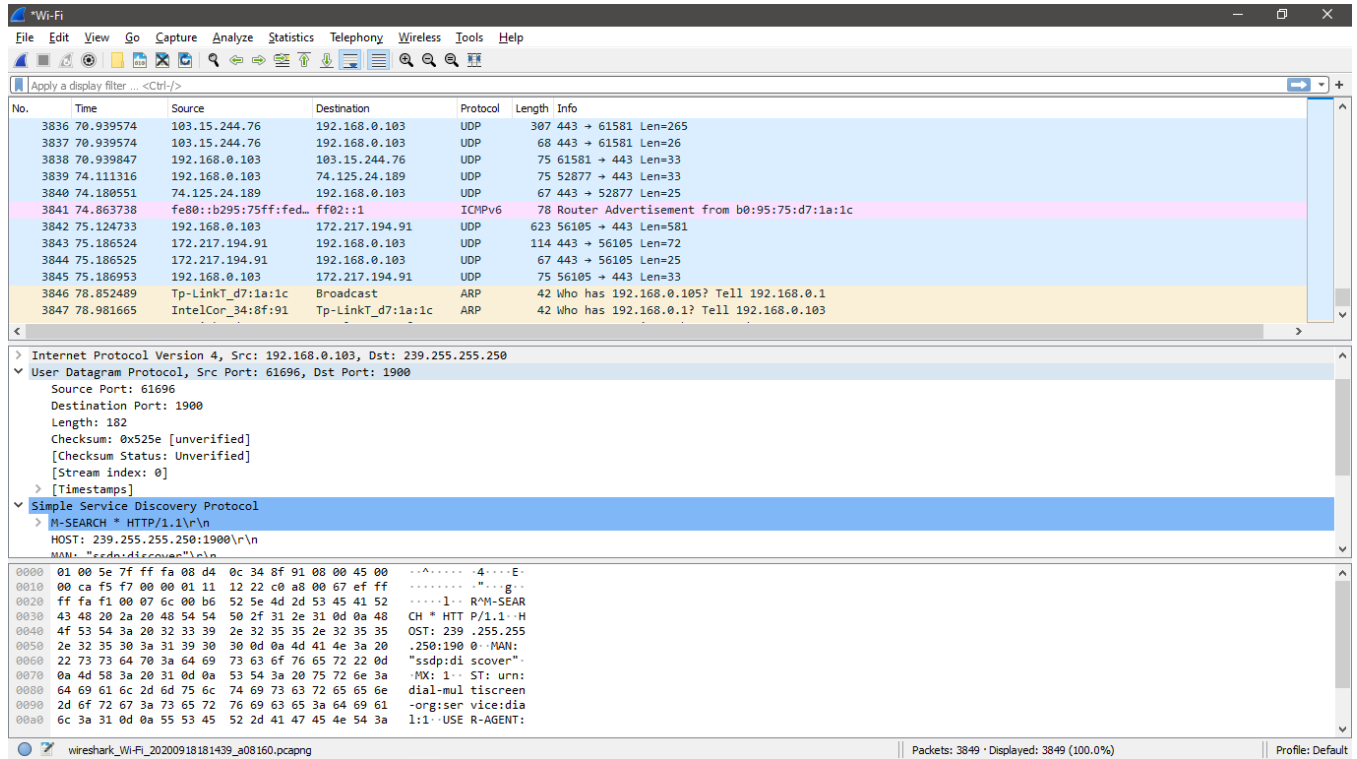 *Wi-Fi
File Edit View Go Capture Analyze Statistics Telephony Wireless Tools Help
Apply a display filter ... <Ctrl-/>
No. Time Source Destination Protocol Length Info
3836 70.939574 103.15.244.76 192.168.0.103 UDP 307 443 → 61581 Len=265
3837 70.939574 103.15.244.76 192.168.0.103 UDP 68 443 → 61581 Len=26
3838 70.939847 192.168.0.103 103.15.244.76 UDP 75 61581 → 443 Len=33
3839 74.111316 192.168.0.103 74.125.24.189 UDP 75 52877 → 443 Len=33
3840 74.180551 74.125.24.189 192.168.0.103 UDP 67 443 → 52877 Len=25
3841 74.863738 fe80::b295:75ff:fed… ff02::1 ICMPv6 78 Router Advertisement from b0:95:75:d7:1a:1c
3842 75.124733 192.168.0.103 172.217.194.91 UDP 623 56105 → 443 Len=581
3843 75.186524 172.217.194.91 192.168.0.103 UDP 114 443 → 56105 Len=72
3844 75.186525 172.217.194.91 192.168.0.103 UDP 67 443 → 56105 Len=25
3845 75.186953 192.168.0.103 172.217.194.91 UDP 75 56105 → 443 Len=33
3846 78.852489 Tp-LinkT_d7:1a:1c Broadcast ARP 42 Who has 192.168.0.105? Tell 192.168.0.1
3847 78.981665 IntelCor_34:8f:91 Tp-LinkT_d7:1a:1c ARP 42 Who has 192.168.0.1? Tell 192.168.0.103
Internet Protocol Version 4, Src: 192.168.0.103, Dst: 239.255.255.250
User Datagram Protocol, Src Port: 61696, Dst Port: 1900
Source Port: 61696
Destination Port: 1900
Length: 182
Checksum: 0x525e [unverified]
[Checksum Status: Unverified]
[Stream index: 0]
[Timestamps]
Simple Service Discovery Protocol
M-SEARCH * HTTP/1.1\r\n
HOST: 239.255.255.250:1900\r\n
MAN: "ssdp:discover"\r\n
0000 01 00 5e 7f ff fa 08 d4 0c 34 8f 91 08 00 45 00 ··^····· ·4····E·
0010 00 ca f5 f7 00 00 01 11 12 22 c0 a8 00 67 ef ff ········ ·"···g··
0020 ff fa f1 00 07 6c 00 b6 52 5e 4d 2d 53 45 41 52 ·····l·· R^M-SEAR
0030 43 48 20 2a 20 48 54 54 50 2f 31 2e 31 0d 0a 48 CH * HTT P/1.1··H
0040 4f 53 54 3a 20 32 33 39 2e 32 35 35 2e 32 35 35 OST: 239 .255.255
0050 2e 32 35 30 3a 31 39 30 30 0d 0a 4d 41 4e 3a 20 .250:190 0··MAN:
0060 22 73 73 64 70 3a 64 69 73 63 6f 76 65 72 22 0d "ssdp:di scover"·
0070 0a 4d 58 3a 20 31 0d 0a 53 54 3a 20 75 72 6e 3a ·MX: 1·· ST: urn:
0080 64 69 61 6c 2d 6d 75 6c 74 69 73 63 72 65 65 6e dial-mul tiscreen
0090 2d 6f 72 67 3a 73 65 72 76 69 63 65 3a 64 69 61 -org:ser vice:dia
00a0 6c 3a 31 0d 0a 55 53 45 52 2d 41 47 45 4e 54 3a l:1··USE R-AGENT:
wireshark_Wi-Fi_20200918181439_a08160.pcapng Packets: 3849 · Displayed: 3849 (100.0%) Profile: Default